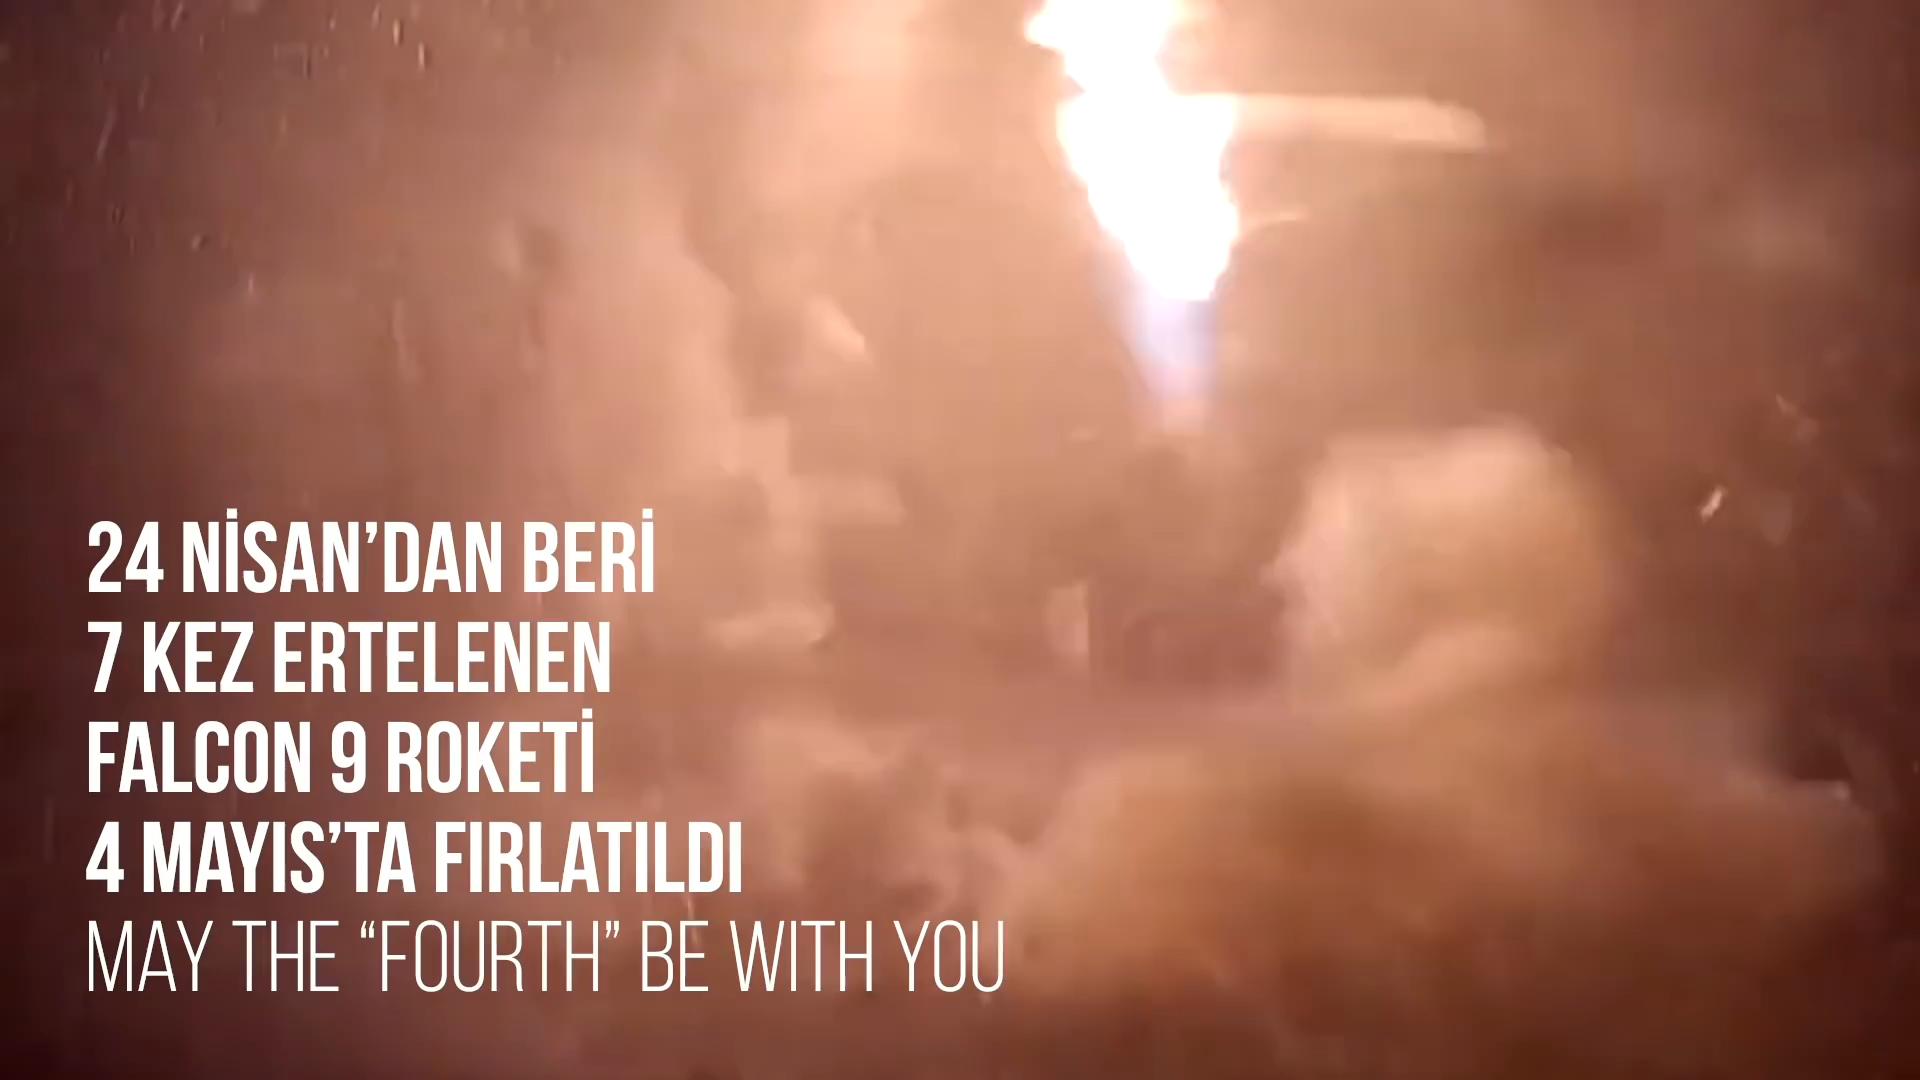 24 NİSAN’DAN BERİ
7 KEZ ERTELENEN
FALCON 9 ROKETİ
4 MAYIS’TA FIRLATILDI
MAY THE “FOURTH” BE WITH YOU